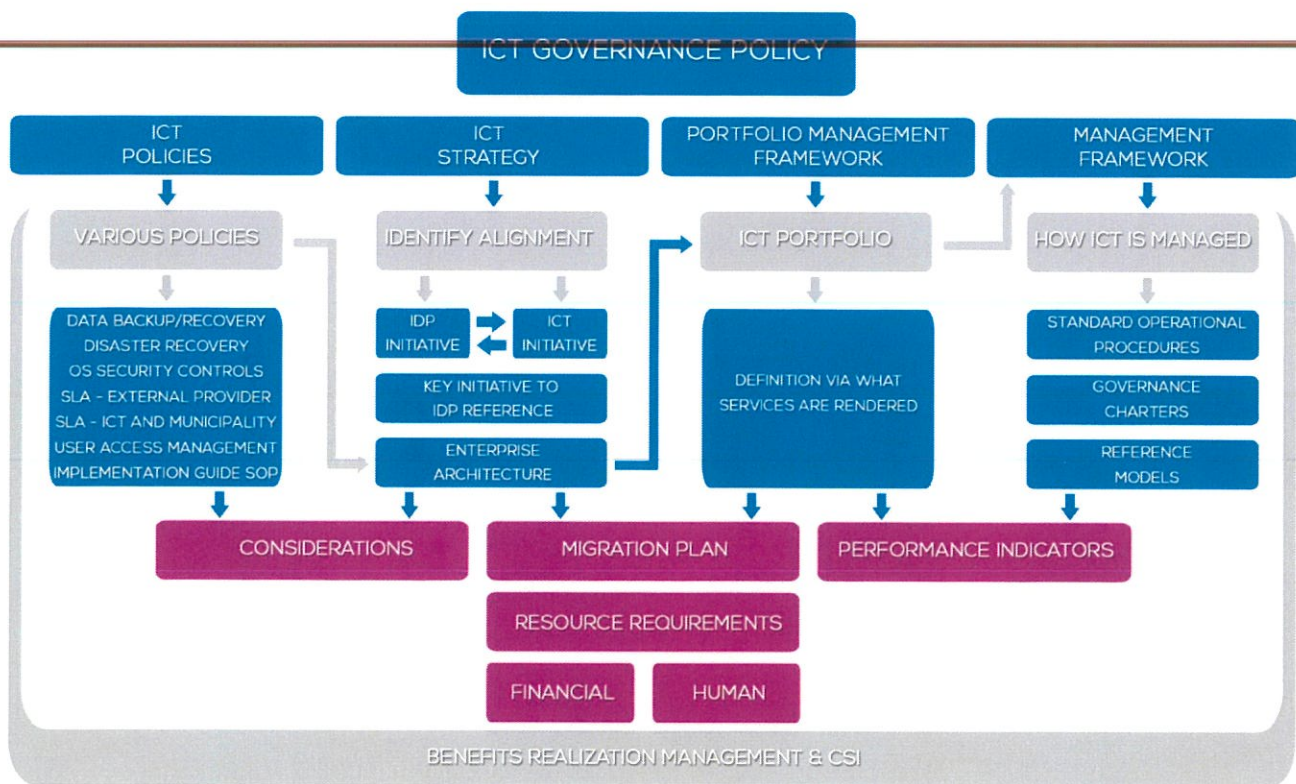 ICT GOVERNANCE POLICY
ICT
POLICIES
ICT
STRATEGY
PORTFOLIO MANAGEMENT
FRAMEWORK
MANAGEMENT
FRAMEWORK
VARIOUS POLICIES
IDENTIFY ALIGNMENT
ICT PORTFOLIO
HOW ICT IS MANAGED
DATA BACKUP/RECOVERY
DISASTER RECOVERY
OS SECURITY CONTROLS
SLA - EXTERNAL PROVIDER
SLA - ICT AND MUNICIPALITY
USER ACCESS MANAGEMENT
IMPLEMENTATION GUIDE SOP
IDP
INITIATIVE
ICT
INITIATIVE
KEY INITIATIVE TO
IDP REFERENCE
ENTERPRISE
ARCHITECTURE
DEFINITION VIA WHAT
SERVICES ARE RENDERED
STANDARD OPERATIONAL
PROCEDURES
GOVERNANCE
CHARTERS
REFERENCE
MODELS
CONSIDERATIONS
MIGRATION PLAN
PERFORMANCE INDICATORS
RESOURCE REQUIREMENTS
FINANCIAL
HUMAN
BENEFITS REALIZATION MANAGEMENT & CSI